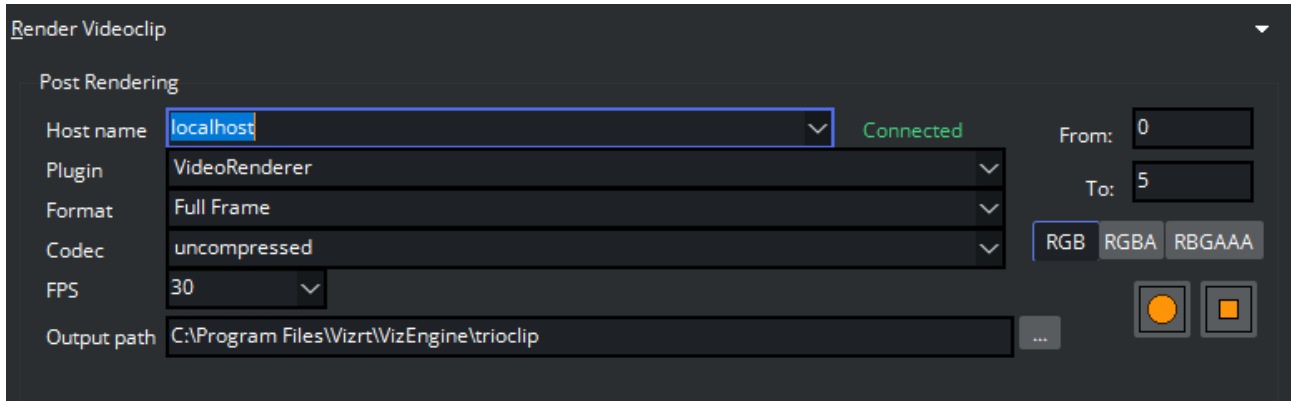 Render Videoclip
Post Rendering
Host name localhost Connected From: 0
Plugin VideoRenderer
To: 5
Format Full Frame
Codec uncompressed RGB RGBA RBGAAA
FPS 30
Output path C:\Program Files\Vizrt\VizEngine\trioclip ...